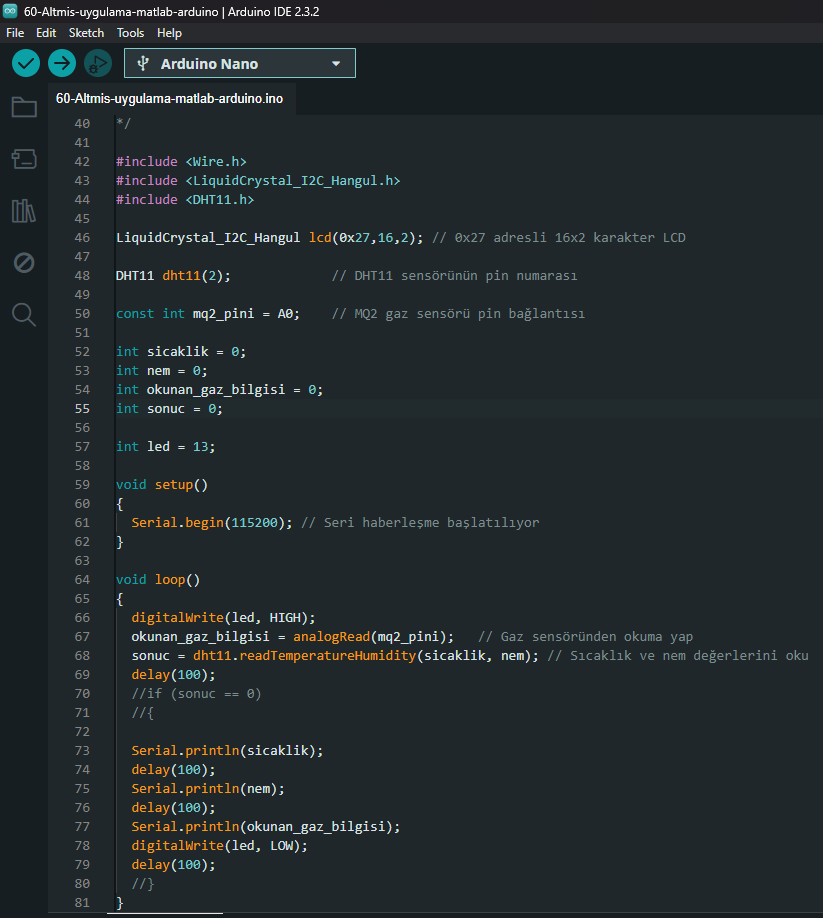 60-Altmis-uygulama-matlab-arduino | Arduino IDE 2.3.2
File Edit Sketch Tools Help
Arduino Nano
60-Altmis-uygulama-matlab-arduino.ino
40 */
41
42 #include <Wire.h>
43 #include <LiquidCrystal_I2C_Hangul.h>
44 #include <DHT11.h>
45
46 LiquidCrystal_I2C_Hangul lcd(0x27,16,2); // 0x27 adresli 16x2 karakter LCD
47
48 DHT11 dht11(2); // DHT11 sensörünün pin numarası
49
50 const int mq2_pini = A0; // MQ2 gaz sensörü pin bağlantısı
51
52 int sicaklik = 0;
53 int nem = 0;
54 int okunan_gaz_bilgisi = 0;
55 int sonuc = 0;
56
57 int led = 13;
58
59 void setup()
60 {
61 Serial.begin(115200); // Seri haberleşme başlatılıyor
62 }
63
64 void loop()
65 {
66 digitalWrite(led, HIGH);
67 okunan_gaz_bilgisi = analogRead(mq2_pini); // Gaz sensöründen okuma yap
68 sonuc = dht11.readTemperatureHumidity(sicaklik, nem); // Sıcaklık ve nem değerlerini oku
69 delay(100);
70 //if (sonuc == 0)
71 //{
72
73 Serial.println(sicaklik);
74 delay(100);
75 Serial.println(nem);
76 delay(100);
77 Serial.println(okunan_gaz_bilgisi);
78 digitalWrite(led, LOW);
79 delay(100);
80 //}
81 }